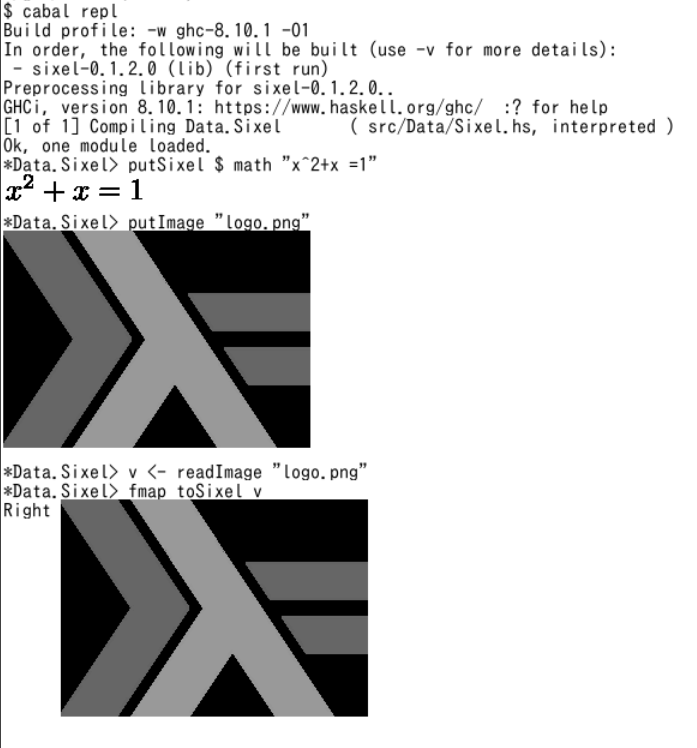 $ cabal repl
Build profile: -w ghc-8.10.1 -O1
In order, the following will be built (use -v for more details):
 - sixel-0.1.2.0 (lib) (first run)
Preprocessing library for sixel-0.1.2.0..
GHCi, version 8.10.1: https://www.haskell.org/ghc/  :? for help
[1 of 1] Compiling Data.Sixel       ( src/Data/Sixel.hs, interpreted )
Ok, one module loaded.
*Data.Sixel> putSixel $ math "x^2+x =1"
x² + x = 1
*Data.Sixel> putImage "logo.png"
*Data.Sixel> v <- readImage "logo.png"
*Data.Sixel> fmap toSixel v
Right